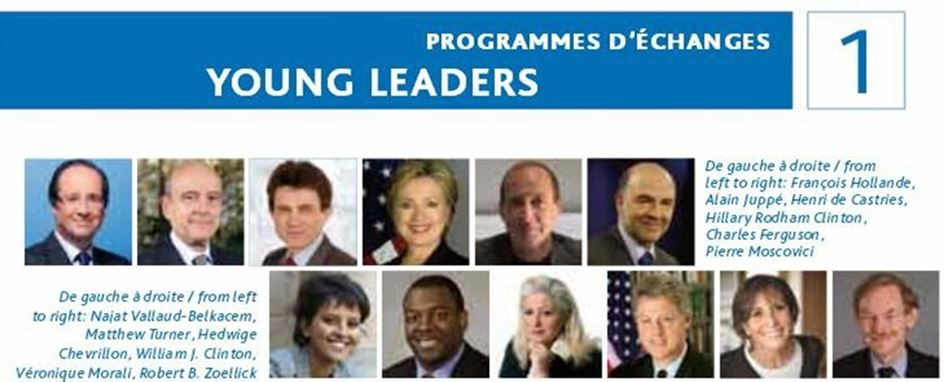 PROGRAMMES D'ÉCHANGES
YOUNG LEADERS
1
De gauche à droite / from
left to right: François Hollande,
Alain Juppé, Henri de Castries,
Hillary Rodham Clinton,
Charles Ferguson,
Pierre Moscovici
De gauche à droite / from left
to right: Najat Vallaud-Belkacem,
Matthew Turner, Hedwige
Chevrillon, William J. Clinton,
Véronique Morali, Robert B. Zoellick